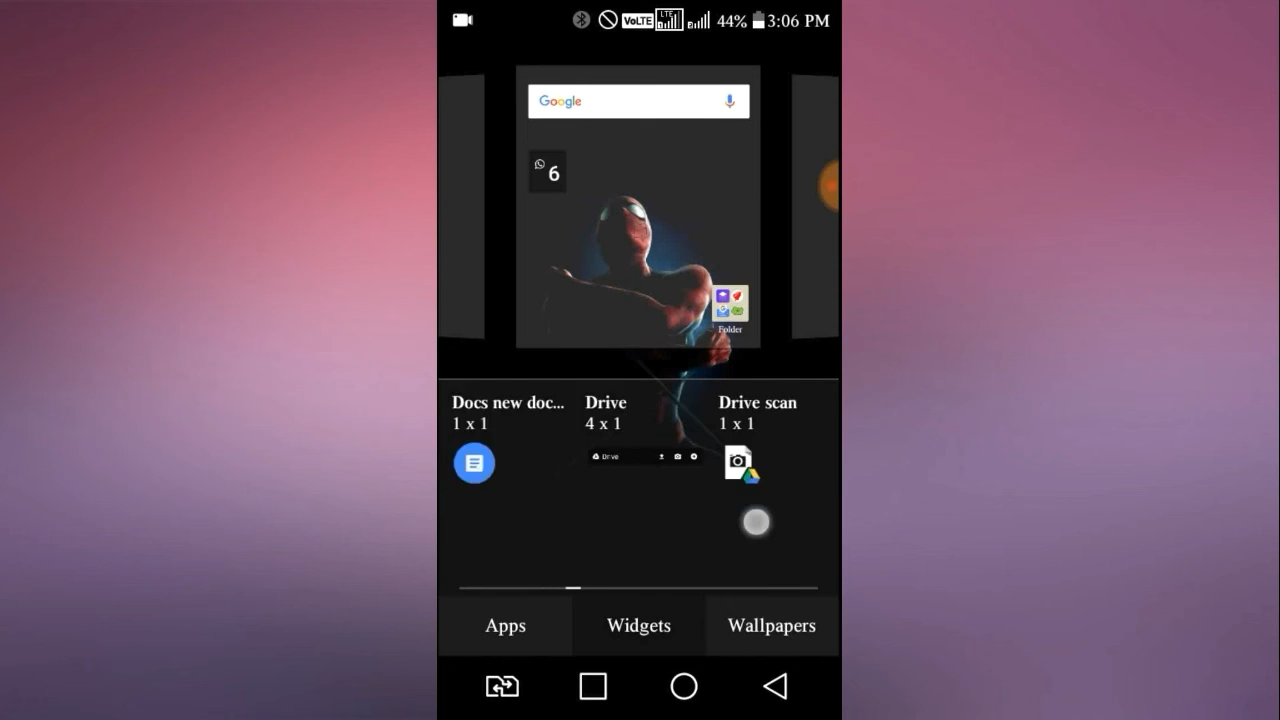 VoLTE LTE 44% 3:06 PM
Google
6
Folder
Docs new doc... Drive Drive scan
1 x 1 4 x 1 1 x 1
Drive
Apps Widgets Wallpapers